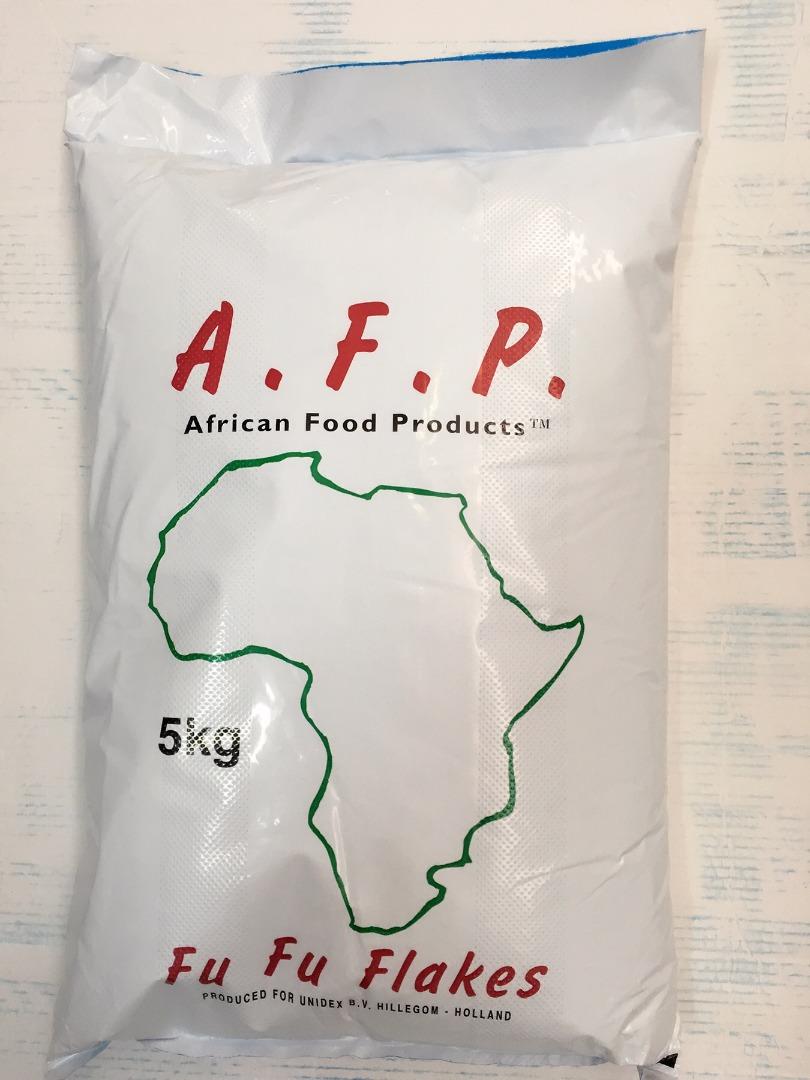 A.F.P.
African Food Products™
5kg
Fu Fu Flakes
PRODUCED FOR UNIDEX B.V. HILLEGOM - HOLLAND